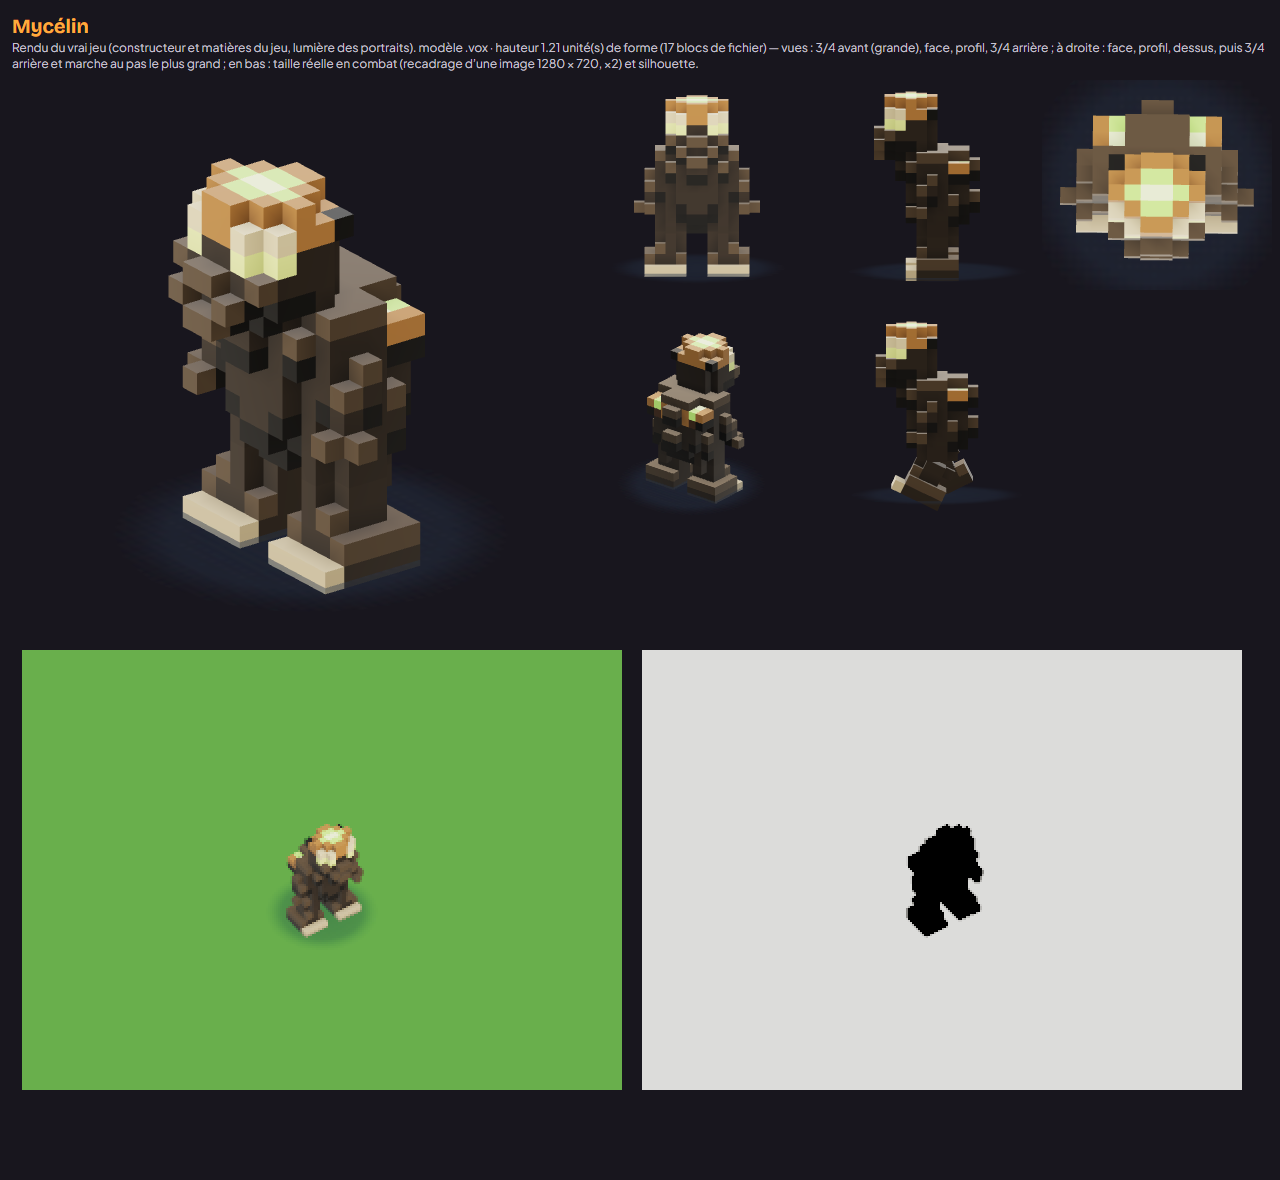 Mycélin
Rendu du vrai jeu (constructeur et matières du jeu, lumière des portraits). modèle .vox · hauteur 1.21 unité(s) de forme (17 blocs de fichier) — vues : 3/4 avant (grande), face, profil, 3/4 arrière ; à droite : face, profil, dessus, puis 3/4
arrière et marche au pas le plus grand ; en bas : taille réelle en combat (recadrage d'une image 1280 × 720, ×2) et silhouette.